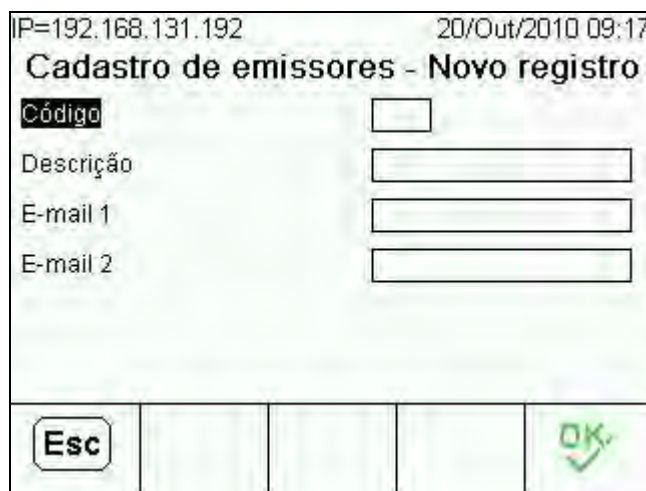 IP=192.168.131.192 20/Out/2010 09:17
Cadastro de emissores - Novo registro
Código
Descrição
E-mail 1
E-mail 2
Esc OK